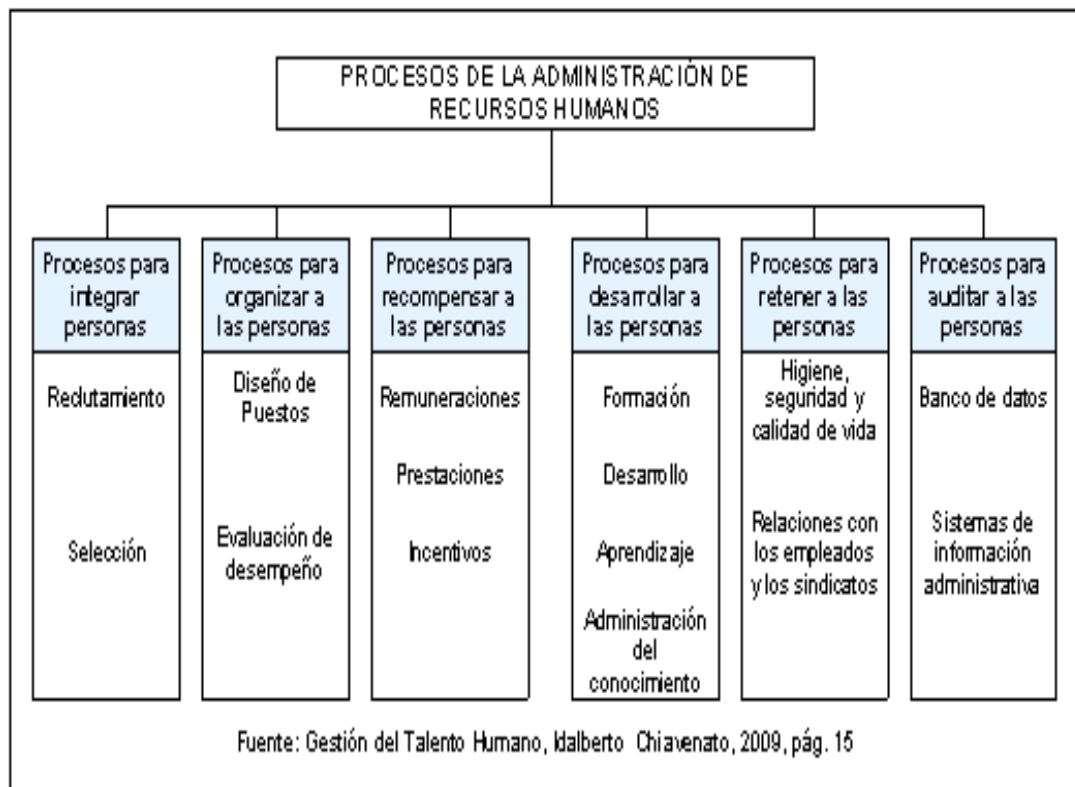 PROCESOS DE LA ADMINISTRACIÓN DE
RECURSOS HUMANOS
Procesos para
integrar
personas
Reclutamiento
Selección
Procesos para
organizar a
las personas
Diseño de
Puestos
Evaluación de
desempeño
Procesos para
recompensar a
las personas
Remuneraciones
Prestaciones
Incentivos
Procesos para
desarrollar a
las personas
Formación
Desarrollo
Aprendizaje
Administración
del
conocimiento
Procesos para
retener a las
personas
Higiene,
seguridad y
calidad de vida
Relaciones con
los empleados
y los sindicatos
Procesos para
auditar a las
personas
Banco de datos
Sistemas de
información
administrativa
Fuente: Gestión del Talento Humano, Idalberto Chiavenato, 2009, pág. 15